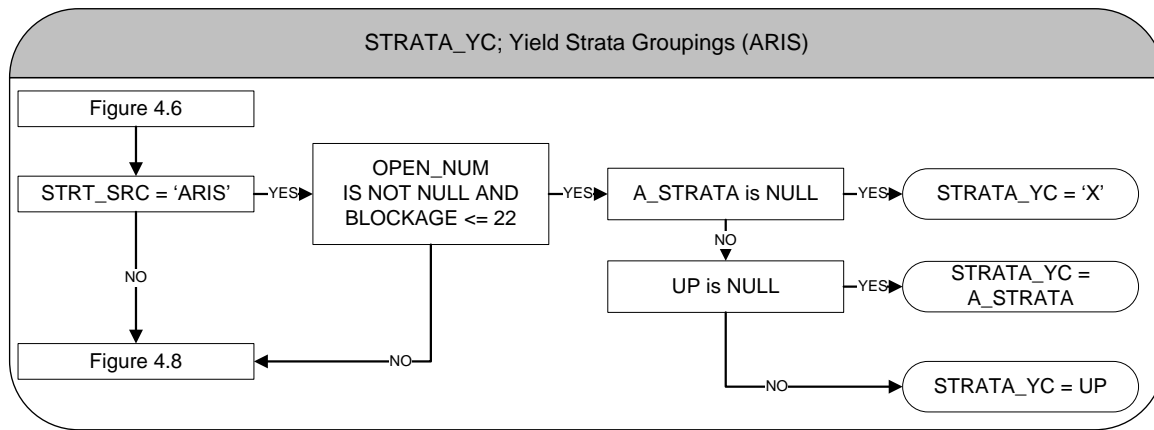 STRATA_YC; Yield Strata Groupings (ARIS)
Figure 4.6
STRT_SRC = ‘ARIS’
YES
OPEN_NUM
IS NOT NULL AND
BLOCKAGE <= 22
YES
A_STRATA is NULL
YES
STRATA_YC = ‘X’
NO
NO
UP is NULL
YES
STRATA_YC =
A_STRATA
Figure 4.8
NO
NO
STRATA_YC = UP